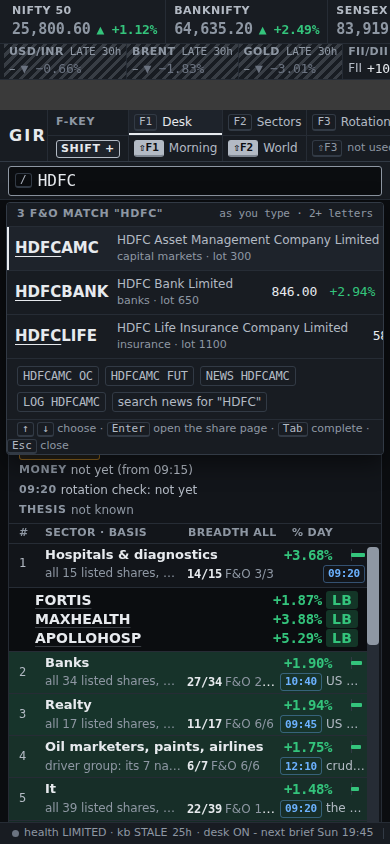 NIFTY 50 BANKNIFTY SENSEX
25,800.60 ▲ +1.12% 64,635.20 ▲ +2.49% 83,919
USD/INR LATE 30h BRENT LATE 30h GOLD LATE 30h FII/DII
– ▼ −0.66% – ▼ −1.83% – ▼ −3.01% FII +10
GIR F-KEY F1 Desk F2 Sectors F3 Rotation
SHIFT + ⇧F1 Morning ⇧F2 World ⇧F3 not used
/ HDFC
3 F&O MATCH "HDFC" as you type · 2+ letters
HDFCAMC HDFC Asset Management Company Limited
capital markets · lot 300
HDFCBANK HDFC Bank Limited 846.00 +2.94%
banks · lot 650
HDFCLIFE HDFC Life Insurance Company Limited
insurance · lot 1100
HDFCAMC OC HDFCAMC FUT NEWS HDFCAMC
LOG HDFCAMC search news for "HDFC"
↑ ↓ choose · Enter open the share page · Tab complete ·
Esc close
MONEY not yet (from 09:15)
09:20 rotation check: not yet
THESIS not known
# SECTOR · BASIS BREADTH ALL % DAY
1 Hospitals & diagnostics +3.68%
all 15 listed shares, … 14/15 F&O 3/3 09:20
FORTIS +1.87% LB
MAXHEALTH +3.88% LB
APOLLOHOSP +5.29% LB
2 Banks +1.90%
all 34 listed shares, … 27/34 F&O 2… 10:40 US …
3 Realty +1.94%
all 17 listed shares, … 11/17 F&O 6/6 09:45 US …
4 Oil marketers, paints, airlines +1.75%
driver group: its 7 na… 6/7 F&O 6/6 12:10 crud…
5 It +1.48%
all 39 listed shares, … 22/39 F&O 1… 09:20 the …
health LIMITED · kb STALE 25h · desk ON - next brief Sun 19:45